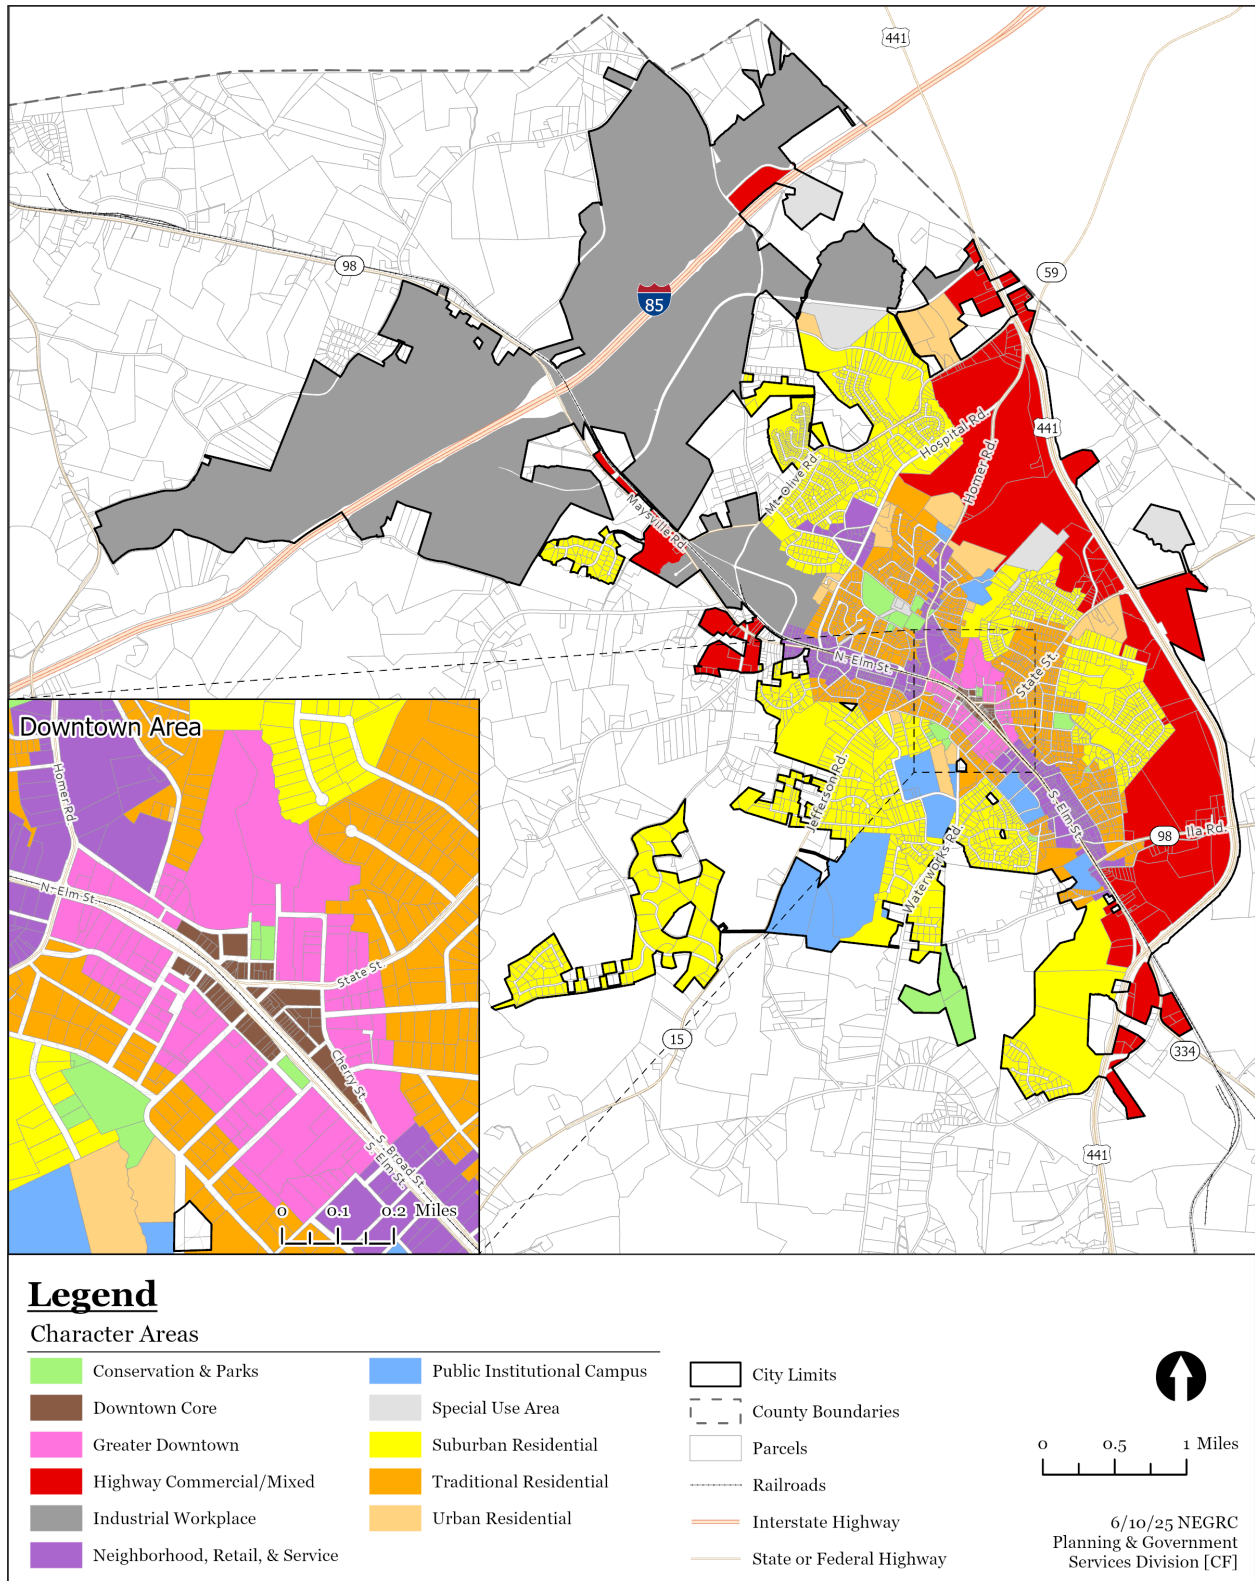 441
98
59
85
441
Hospital Rd.
Homer Rd.
Mt. Olive Rd.
Maysville Rd.
N. Elm St.
State St.
Jefferson Rd.
S. Elm St.
98
Ila Rd.
Waterworks Rd.
15
334
441
Downtown Area
Homer Rd.
N. Elm St.
State St.
Cherry St.
S. Broad St.
S. Elm St.
0 0.1 0.2 Miles
Legend
Character Areas
Conservation & Parks
Downtown Core
Greater Downtown
Highway Commercial/Mixed
Industrial Workplace
Neighborhood, Retail, & Service
Public Institutional Campus
Special Use Area
Suburban Residential
Traditional Residential
Urban Residential
City Limits
County Boundaries
Parcels
Railroads
Interstate Highway
State or Federal Highway
0 0.5 1 Miles
6/10/25 NEGRC
Planning & Government
Services Division [CF]